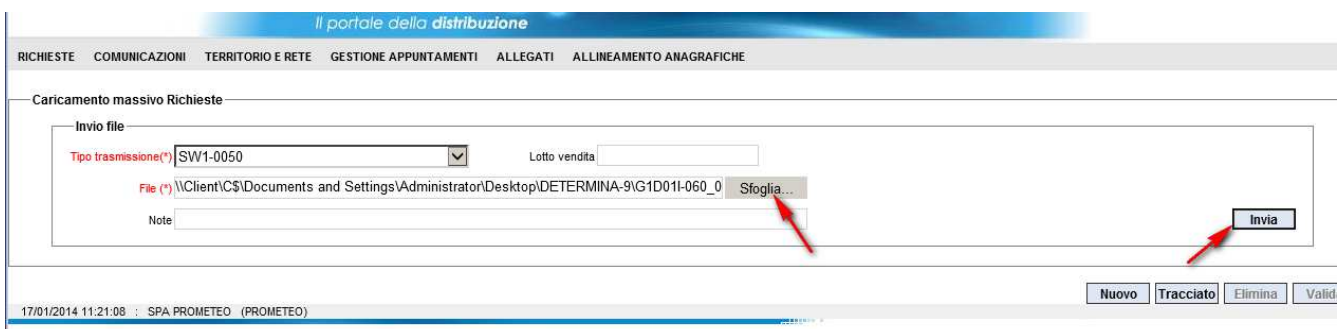 Il portale della distribuzione
RICHIESTE COMUNICAZIONI TERRITORIO E RETE GESTIONE APPUNTAMENTI ALLEGATI ALLINEAMENTO ANAGRAFICHE
Caricamento massivo Richieste
Invio file
Tipo trasmissione(*) SW1-0050 Lotto vendita
File (*) \\Client\C$\Documents and Settings\Administrator\Desktop\DETERMINA-9\G1D01I-060_0 Sfoglia...
Note Invia
Nuovo Tracciato Elimina Valid
17/01/2014 11:21:08 : SPA PROMETEO (PROMETEO)